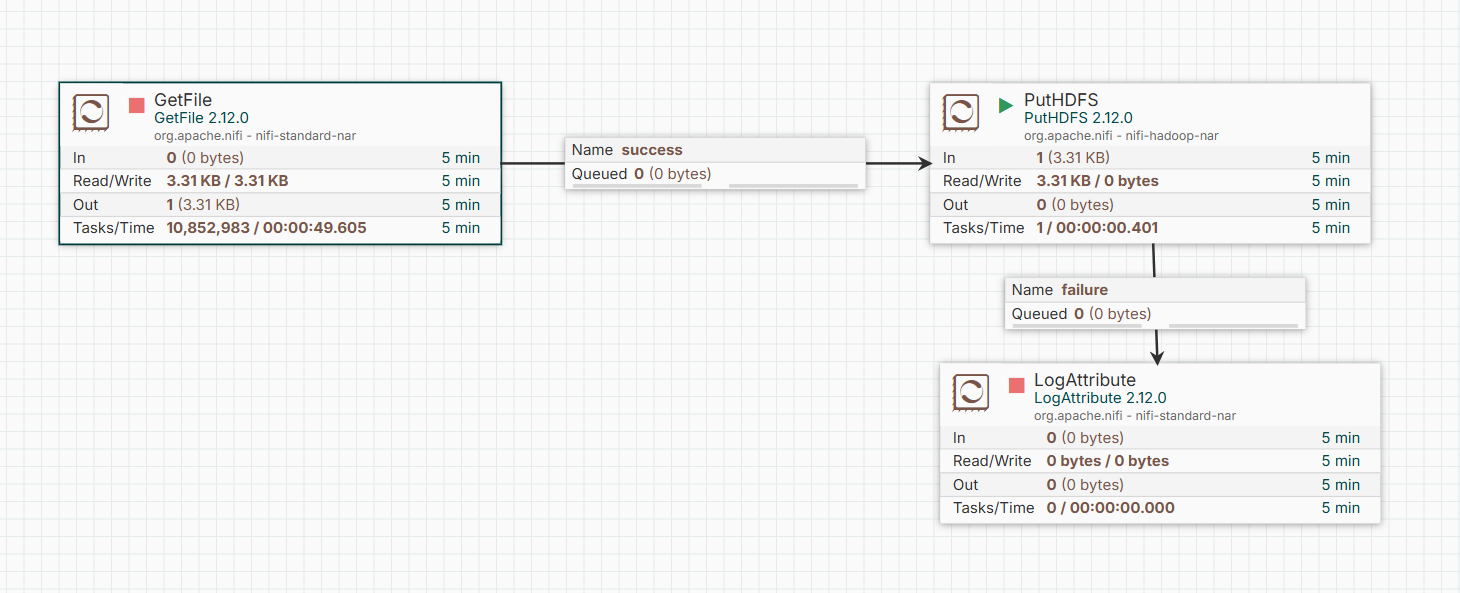 GetFile
GetFile 2.12.0
org.apache.nifi - nifi-standard-nar
In 0 (0 bytes) 5 min
Read/Write 3.31 KB / 3.31 KB 5 min
Out 1 (3.31 KB) 5 min
Tasks/Time 10,852,983 / 00:00:49.605 5 min
Name success
Queued 0 (0 bytes)
PutHDFS
PutHDFS 2.12.0
org.apache.nifi - nifi-hadoop-nar
In 1 (3.31 KB) 5 min
Read/Write 3.31 KB / 0 bytes 5 min
Out 0 (0 bytes) 5 min
Tasks/Time 1 / 00:00:00.401 5 min
Name failure
Queued 0 (0 bytes)
LogAttribute
LogAttribute 2.12.0
org.apache.nifi - nifi-standard-nar
In 0 (0 bytes) 5 min
Read/Write 0 bytes / 0 bytes 5 min
Out 0 (0 bytes) 5 min
Tasks/Time 0 / 00:00:00.000 5 min